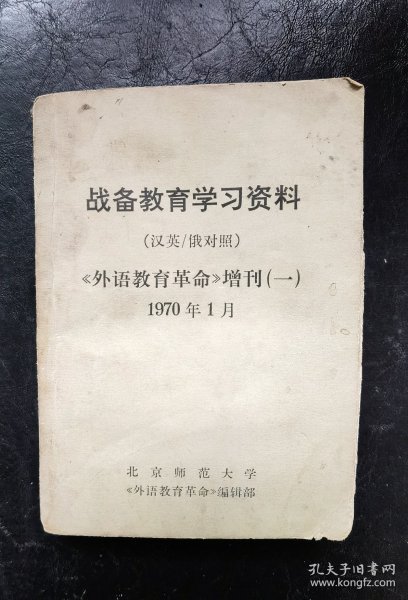 战备教育学习资料
(汉英/俄对照)
《外语教育革命》增刊(一)
1970年1月
北京师范大学
《外语教育革命》编辑部
孔夫子旧书网
www.kongfz.com